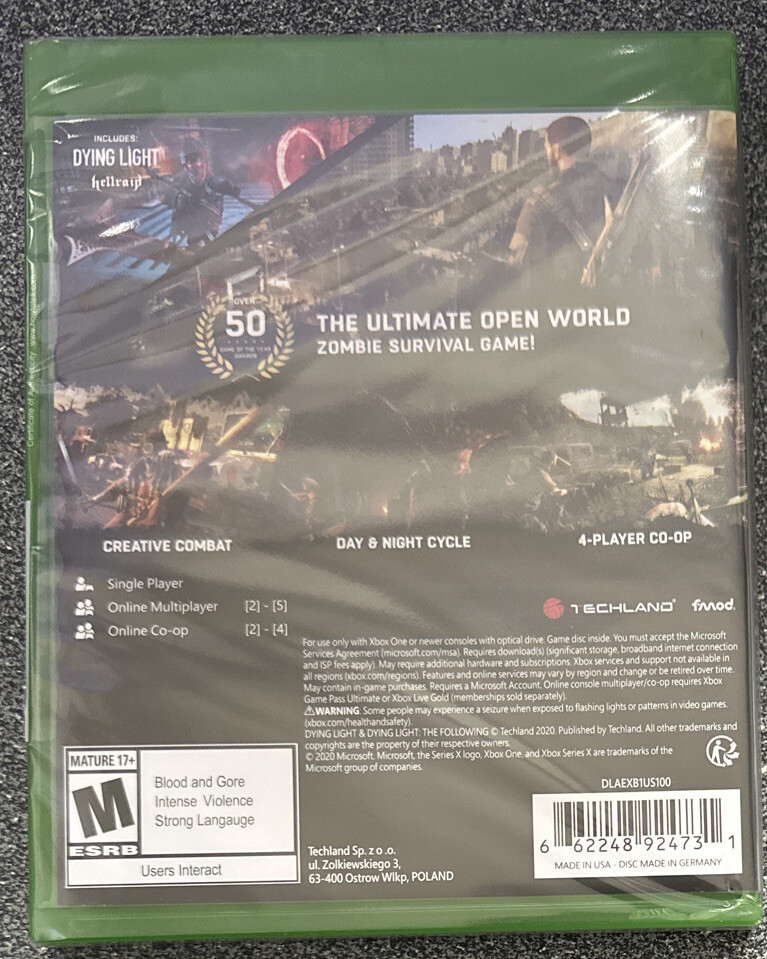 INCLUDES:
DYING LIGHT
hellraid
OVER
50
GAME OF THE YEAR
AWARDS
THE ULTIMATE OPEN WORLD
ZOMBIE SURVIVAL GAME!
CREATIVE COMBAT
DAY & NIGHT CYCLE
4-PLAYER CO-OP
Single Player
Online Multiplayer [2] - [5]
Online Co-op [2] - [4]
TECHLAND®
fmod.
For use only with Xbox One or newer consoles with optical drive. Game disc inside. You must accept the Microsoft
Services Agreement (microsoft.com/msa). Requires download(s) (significant storage, broadband internet connection
and ISP fees apply). May require additional hardware and subscriptions. Xbox services and support not available in
all regions (xbox.com/regions). Features and online services may vary by region and change or be retired over time.
May contain in-game purchases. Requires a Microsoft Account. Online console multiplayer/co-op requires Xbox
Game Pass Ultimate or Xbox Live Gold (memberships sold separately).
⚠WARNING: Some people may experience a seizure when exposed to flashing lights or patterns in video games.
(xbox.com/healthandsafety).
DYING LIGHT & DYING LIGHT: THE FOLLOWING © Techland 2020. Published by Techland. All other trademarks and
copyrights are the property of their respective owners.
© 2020 Microsoft. Microsoft, the Series X logo, Xbox One, and Xbox Series X are trademarks of the
Microsoft group of companies.
MATURE 17+
M
ESRB
Blood and Gore
Intense Violence
Strong Langauge
Users Interact
Techland Sp. z o .o.
ul. Zolkiewskiego 3,
63-400 Ostrow Wlkp, POLAND
DLAEXB1US100
6 62248 92473 1
MADE IN USA - DISC MADE IN GERMANY